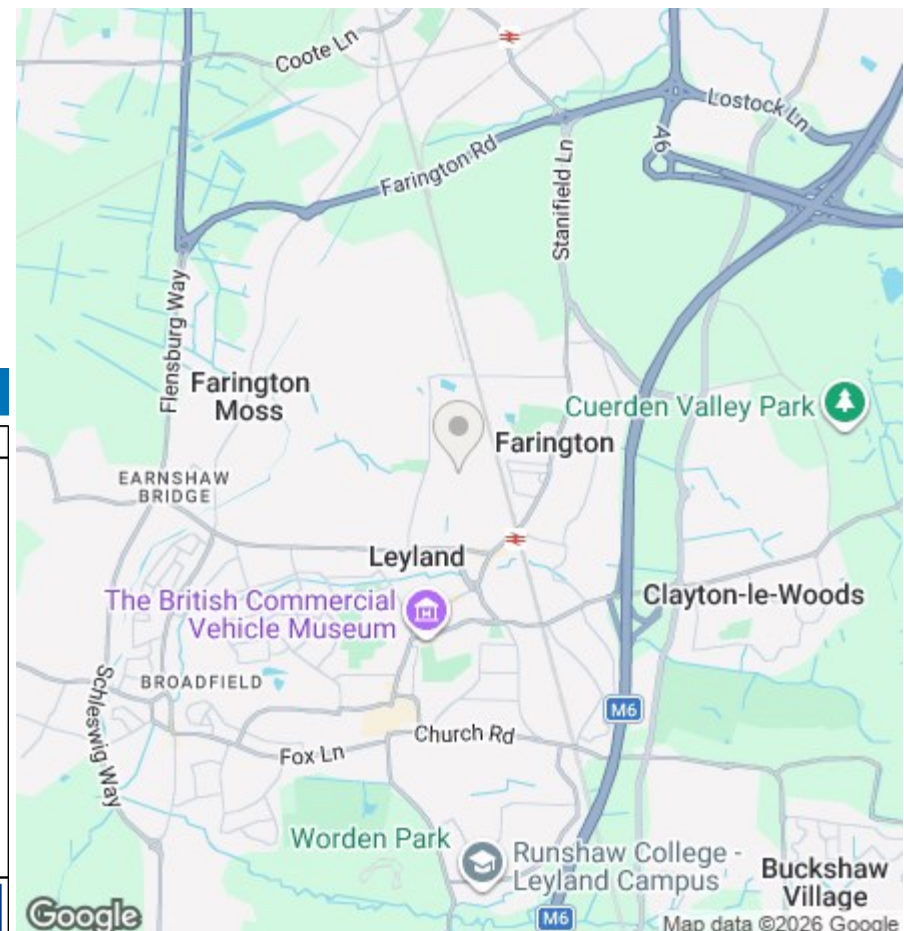 Coote Ln
Lostock Ln
A6
Farington Rd
Stanifield Ln
Flensburg Way
Farington
Moss
Cuerden Valley Park
Farington
EARNSHAW
BRIDGE
Leyland
The British Commercial
Vehicle Museum
Clayton-le-Woods
BROADFIELD
Schleswig Way
M6
Church Rd
Fox Ln
Worden Park
Runshaw College -
Leyland Campus
Buckshaw
Village
M6
Google
Map data ©2026 Google